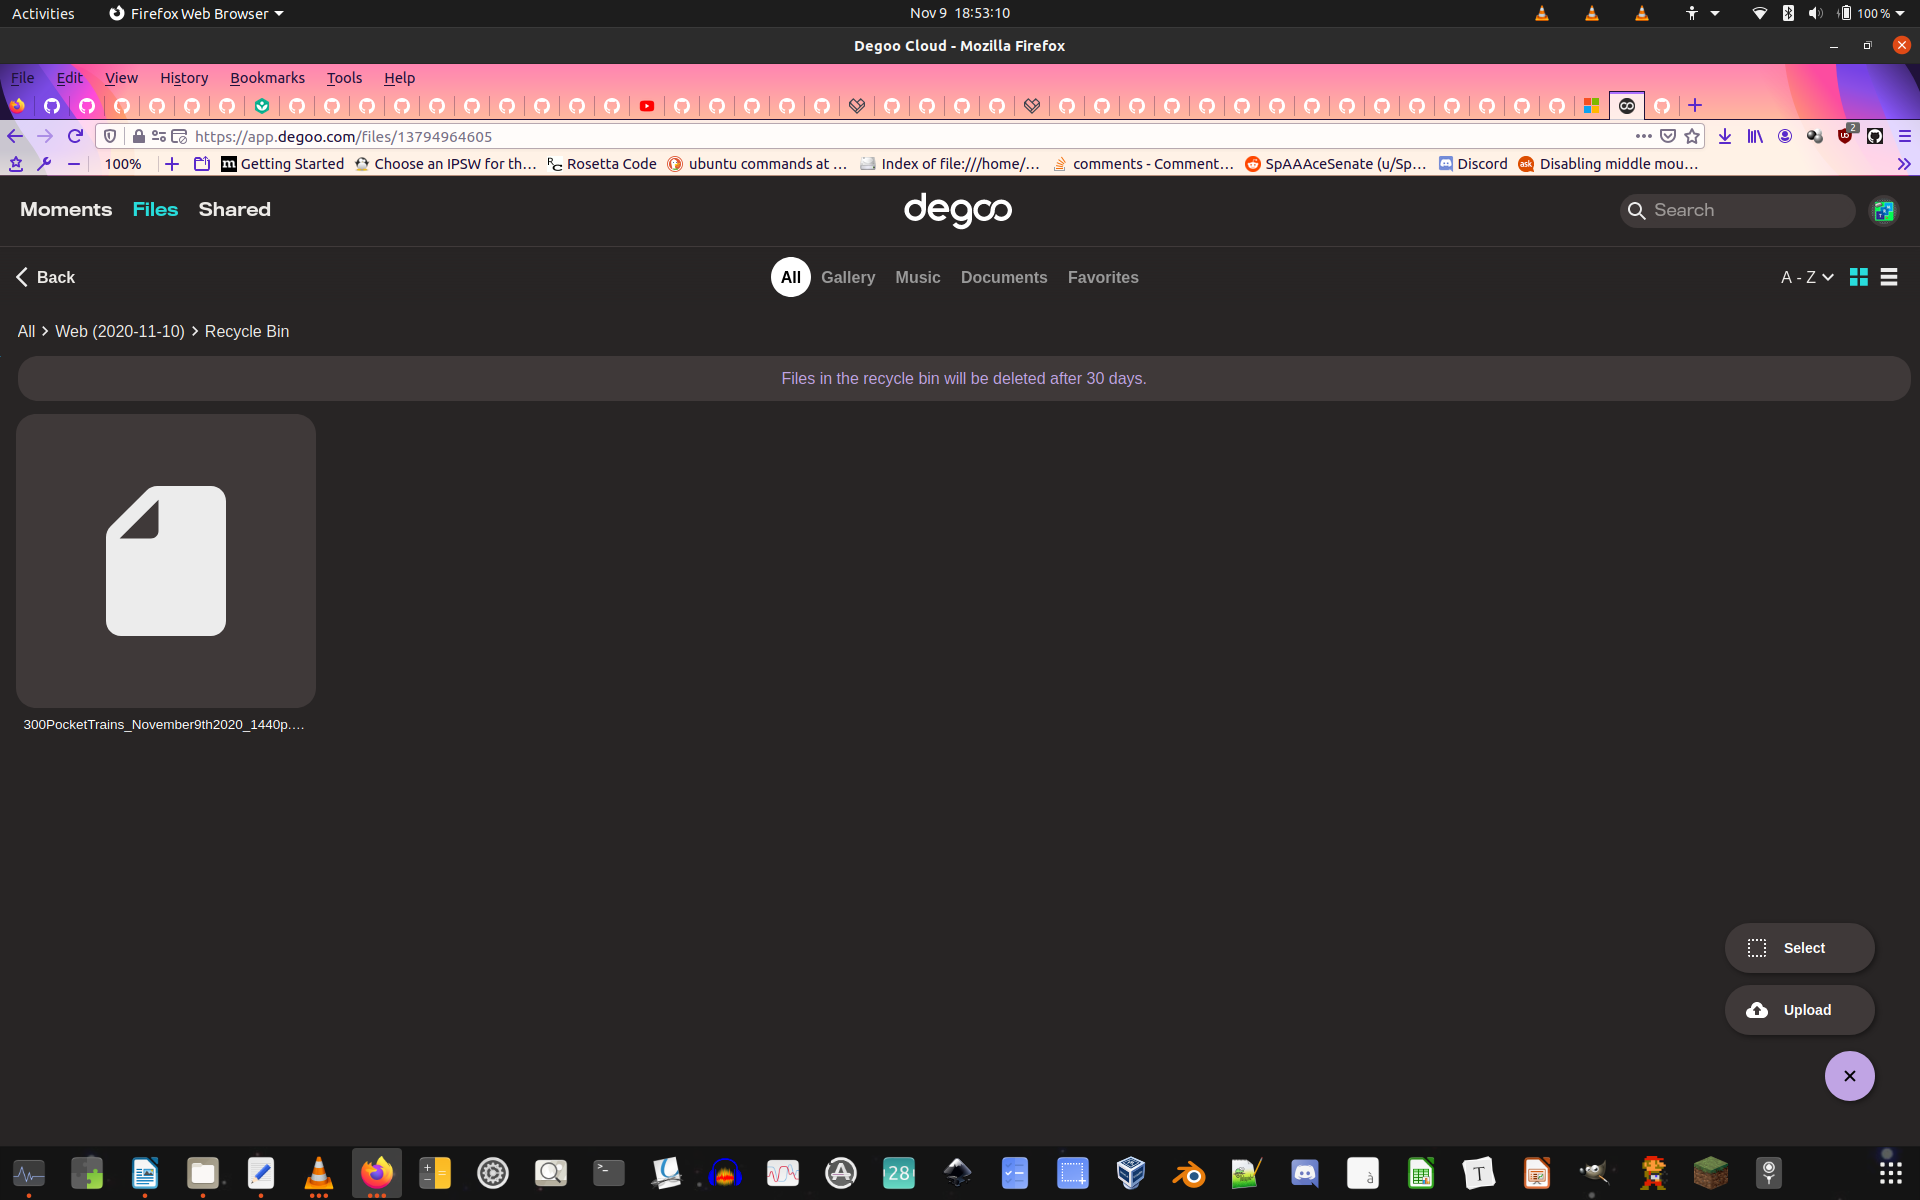 Activities Firefox Web Browser Nov 9 18:53:10 100 %
Degoo Cloud - Mozilla Firefox
File Edit View History Bookmarks Tools Help
https://app.degoo.com/files/13794964605 2
100% Getting Started Choose an IPSW for th… Rosetta Code ubuntu commands at … Index of file:///home/… comments - Comment… SpAAAceSenate (u/Sp… Discord Disabling middle mou…
Moments Files Shared degoo Search
Back All Gallery Music Documents Favorites A - Z
All Web (2020-11-10) Recycle Bin
Files in the recycle bin will be deleted after 30 days.
300PocketTrains_November9th2020_1440p.…
Select
Upload
28